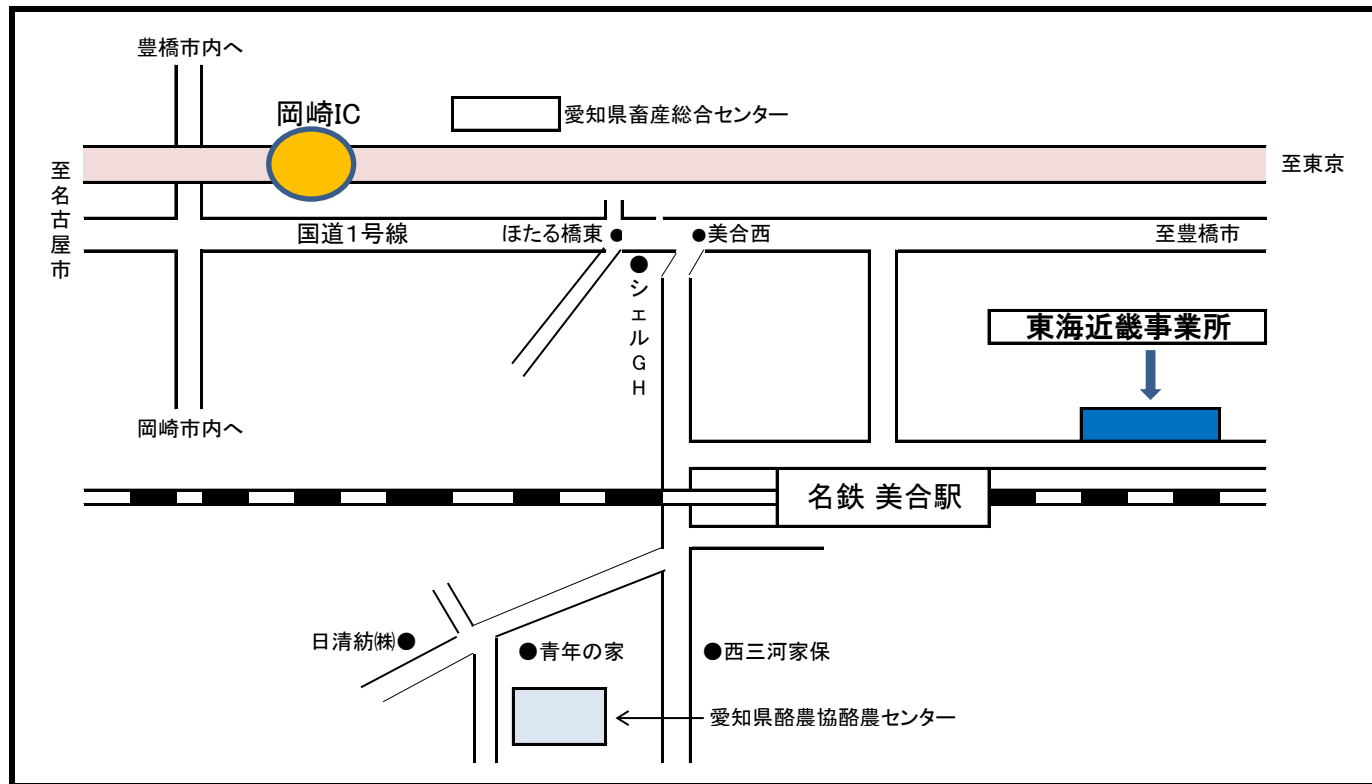 豊橋市内へ
岡崎IC
愛知県畜産総合センター
至名古屋市
至東京
国道1号線
ほたる橋東
美合西
至豊橋市
シェルGH
東海近畿事業所
岡崎市内へ
名鉄 美合駅
日清紡㈱
青年の家
西三河家保
愛知県酪農協酪農センター